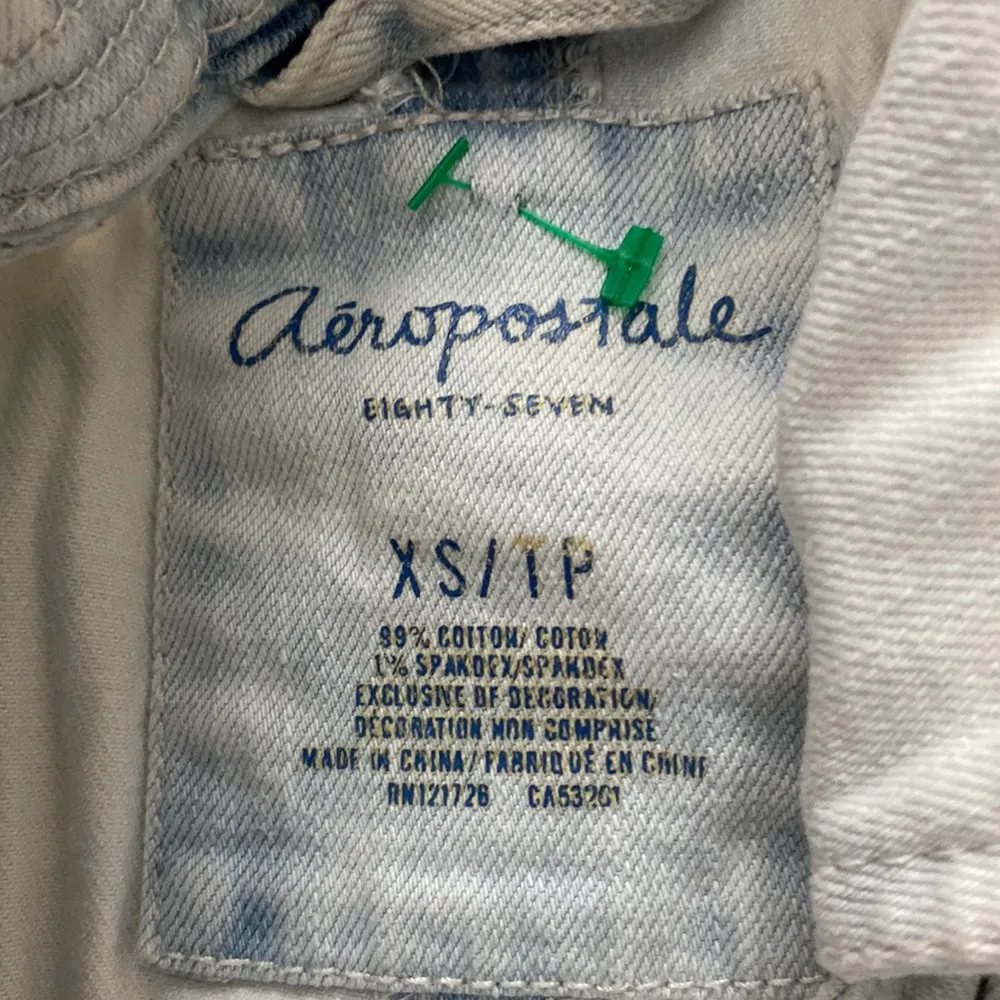 aéropostale
EIGHTY-SEVEN
XS/TP
99% COTTON/COTON
1% SPANDEX/SPANDEX
EXCLUSIVE OF DECORATION/
DÉCORATION NON COMPRISE
MADE IN CHINA/FABRIQUÉ EN CHINE
RN121726 CA53201